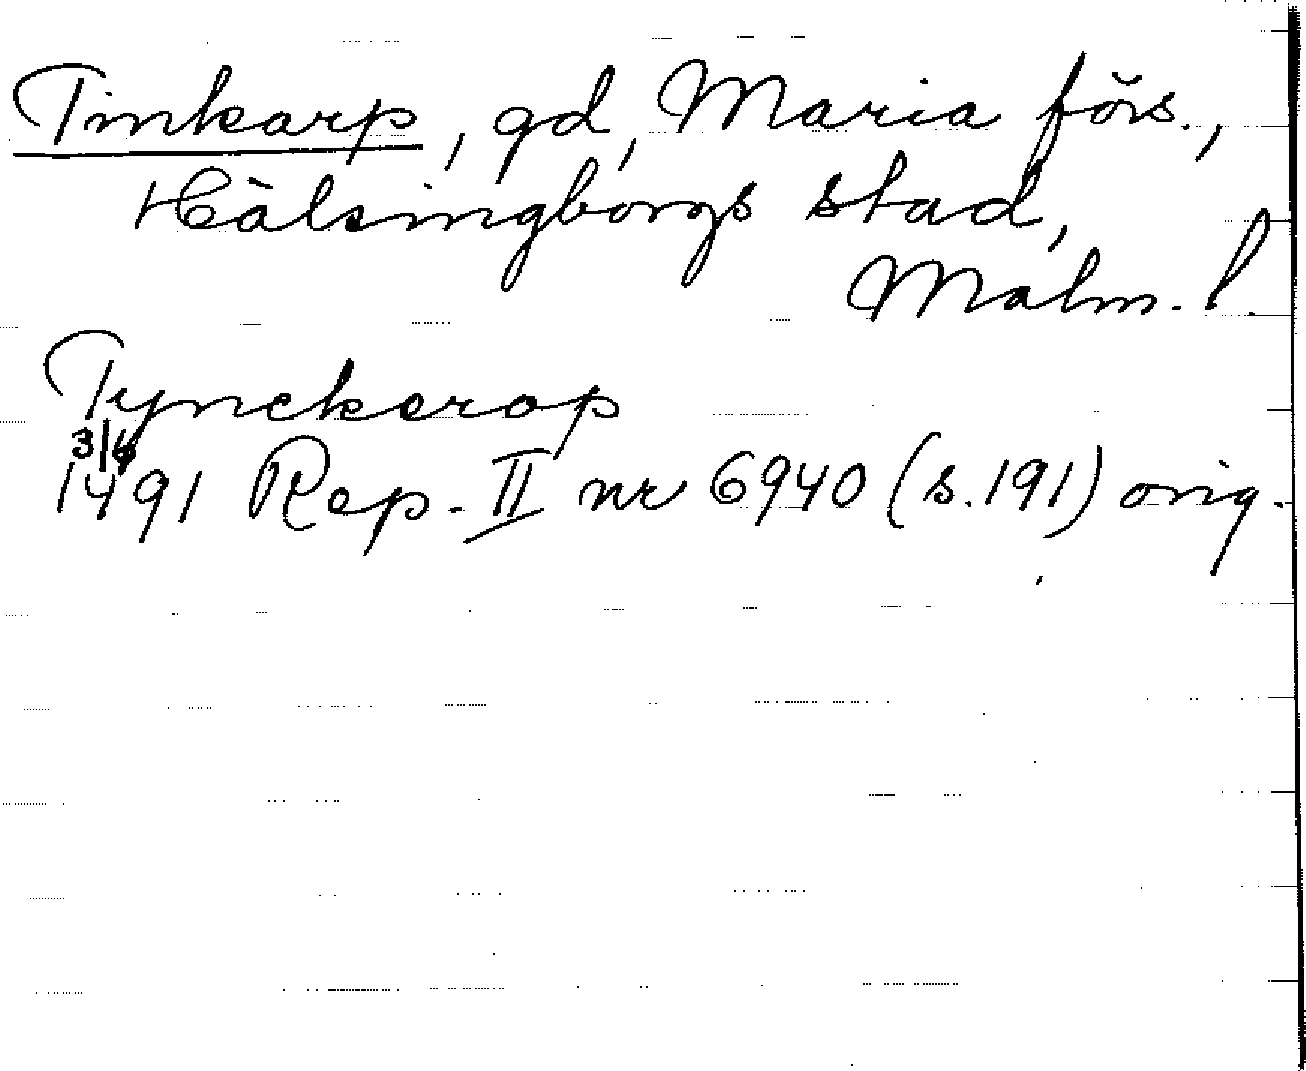 Tinkarp, gd, Maria förs.,
Hälsingborgs stad,
Malm. l.
Tynckerop
3/6
1491 Rep. II nr 6940 (s. 191) orig.